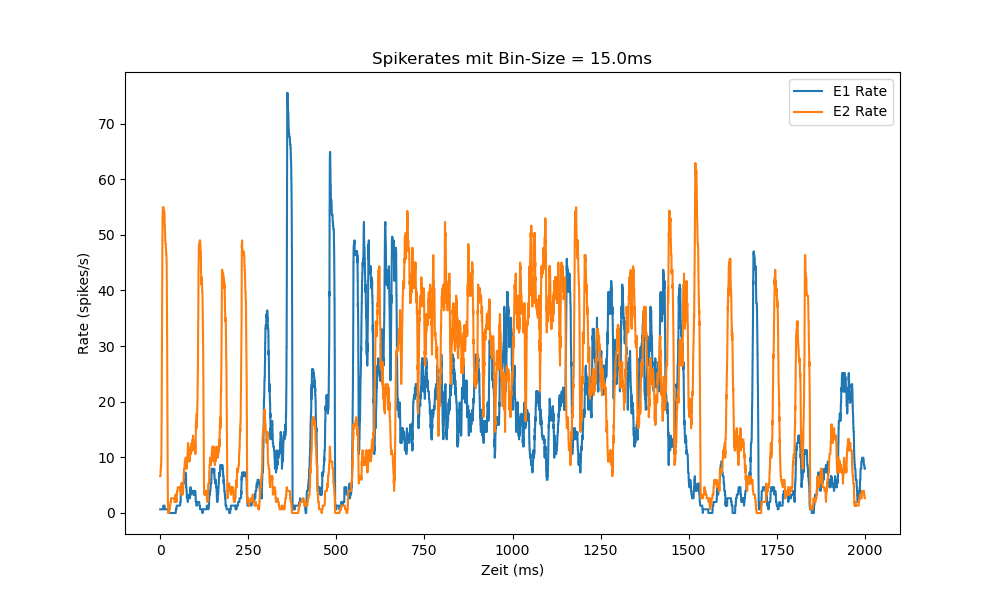 Spikerates mit Bin-Size = 15.0ms
E1 Rate
E2 Rate
Rate (spikes/s)
70
60
50
40
30
20
10
0
0 250 500 750 1000 1250 1500 1750 2000
Zeit (ms)